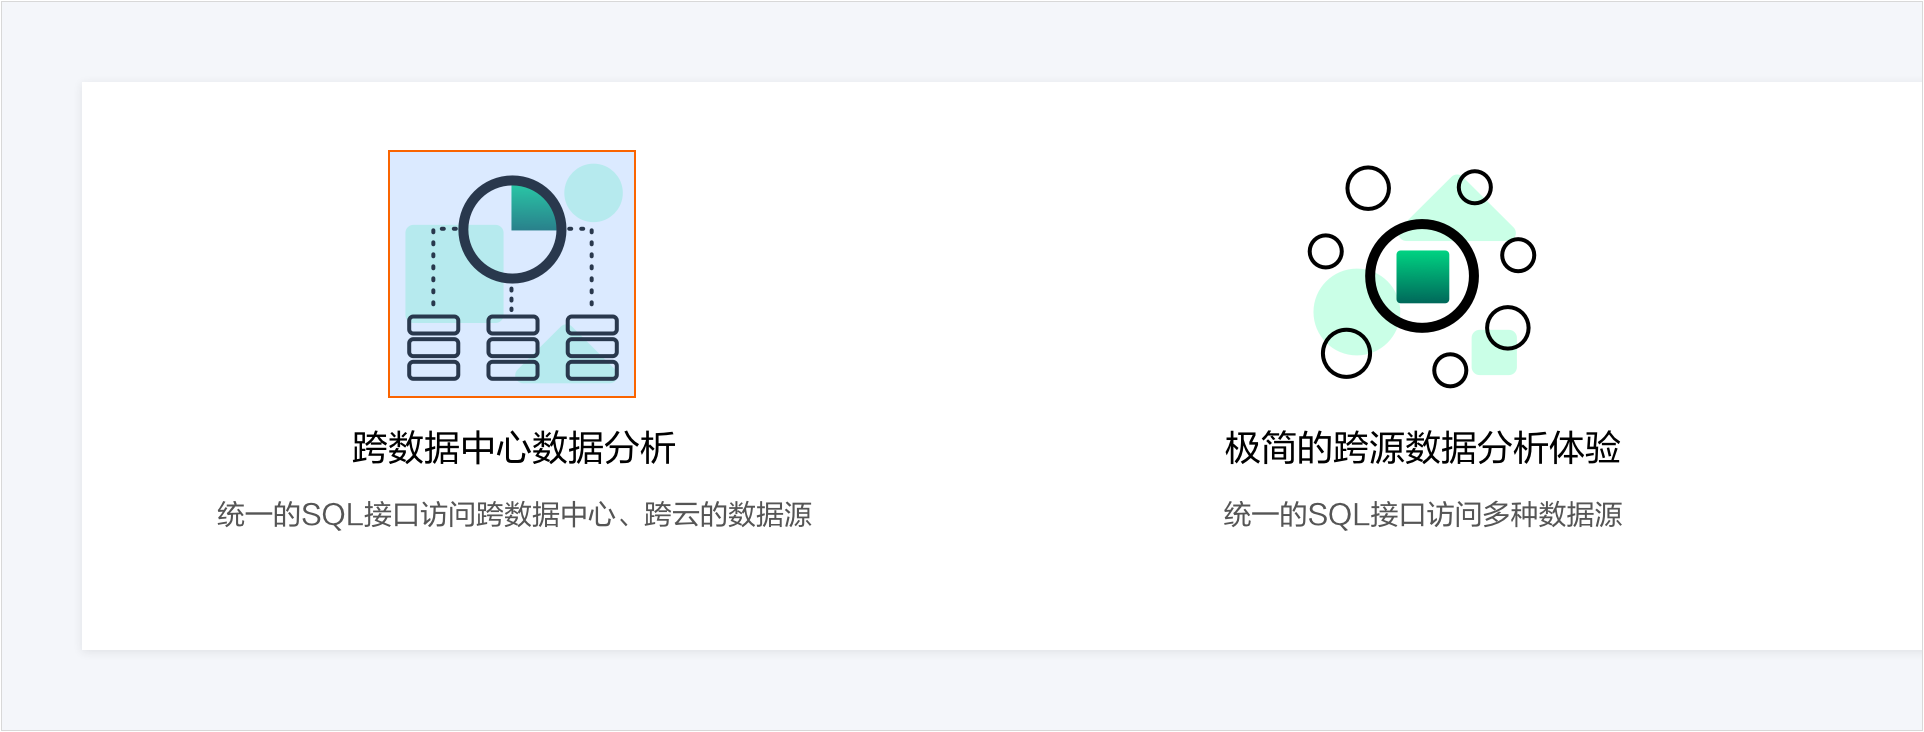 跨数据中心数据分析
统一的SQL接口访问跨数据中心、跨云的数据源
极简的跨源数据分析体验
统一的SQL接口访问多种数据源